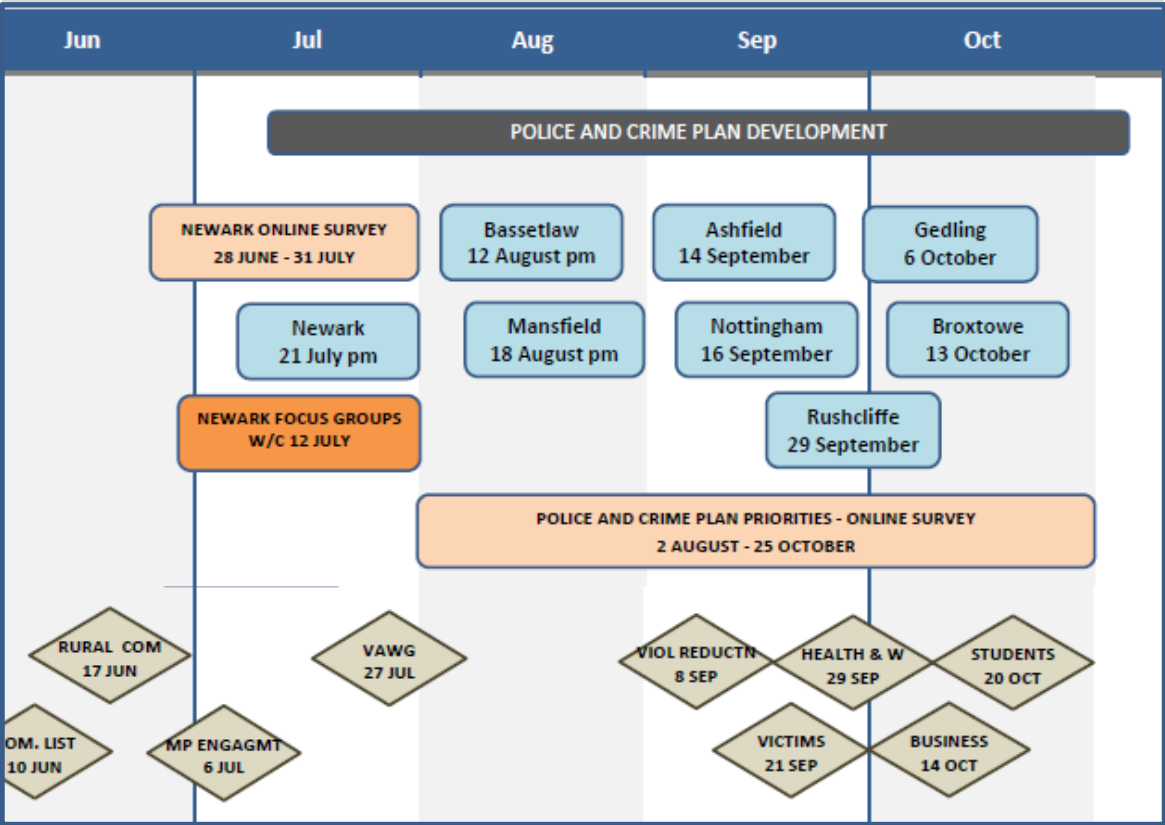 Jun Jul Aug Sep Oct
POLICE AND CRIME PLAN DEVELOPMENT
NEWARK ONLINE SURVEY
28 JUNE - 31 JULY
Bassetlaw
12 August pm
Ashfield
14 September
Gedling
6 October
Newark
21 July pm
Mansfield
18 August pm
Nottingham
16 September
Broxtowe
13 October
NEWARK FOCUS GROUPS
W/C 12 JULY
Rushcliffe
29 September
POLICE AND CRIME PLAN PRIORITIES - ONLINE SURVEY
2 AUGUST - 25 OCTOBER
RURAL COM
17 JUN
VAWG
27 JUL
VIOL REDUCTN
8 SEP
HEALTH & W
29 SEP
STUDENTS
20 OCT
OM. LIST
10 JUN
MP ENGAGMT
6 JUL
VICTIMS
21 SEP
BUSINESS
14 OCT